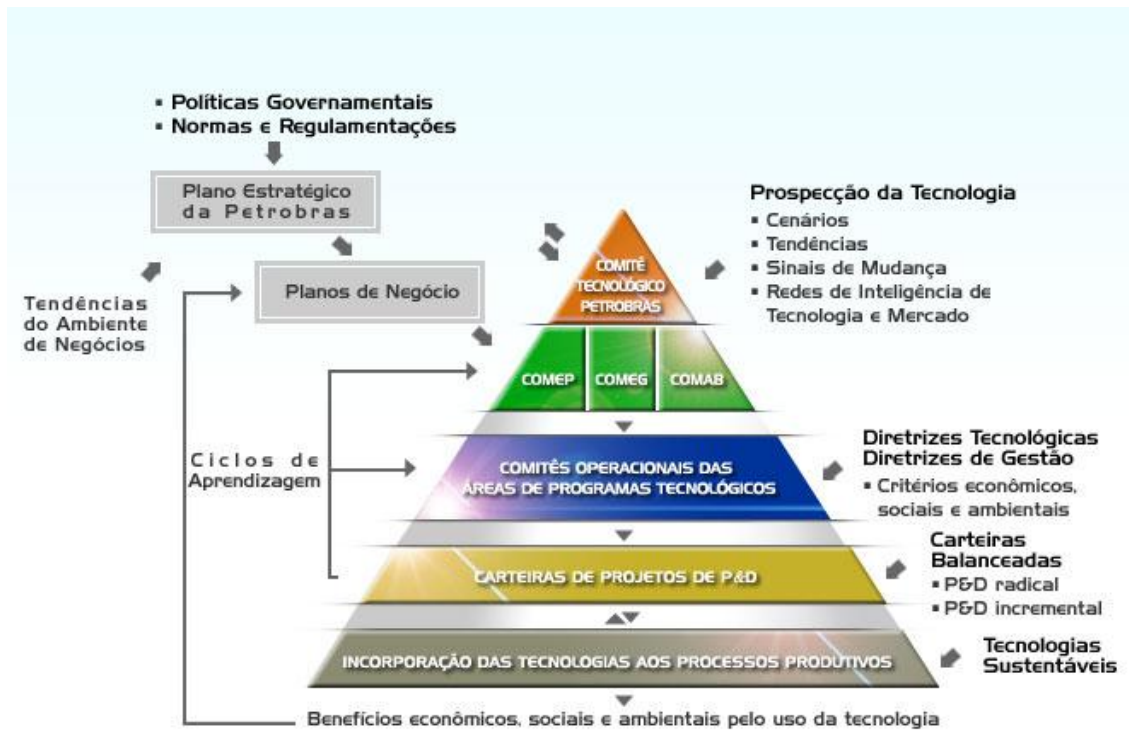 ▪ Políticas Governamentais
▪ Normas e Regulamentações
Plano Estratégico
da Petrobras
Planos de Negócio
Tendências
do Ambiente
de Negócios
Prospecção da Tecnologia
▪ Cenários
▪ Tendências
▪ Sinais de Mudança
▪ Redes de Inteligência de
Tecnologia e Mercado
COMITÊ
TECNOLÓGICO
PETROBRAS
COMEP
COMEG
COMAB
Ciclos de
Aprendizagem
COMITÊS OPERACIONAIS DAS
ÁREAS DE PROGRAMAS TECNOLÓGICOS
Diretrizes Tecnológicas
Diretrizes de Gestão
▪ Critérios econômicos,
sociais e ambientais
CARTEIRAS DE PROJETOS DE P&D
Carteiras
Balanceadas
▪ P&D radical
▪ P&D incremental
INCORPORAÇÃO DAS TECNOLOGIAS AOS PROCESSOS PRODUTIVOS
Tecnologias
Sustentáveis
Benefícios econômicos, sociais e ambientais pelo uso da tecnologia